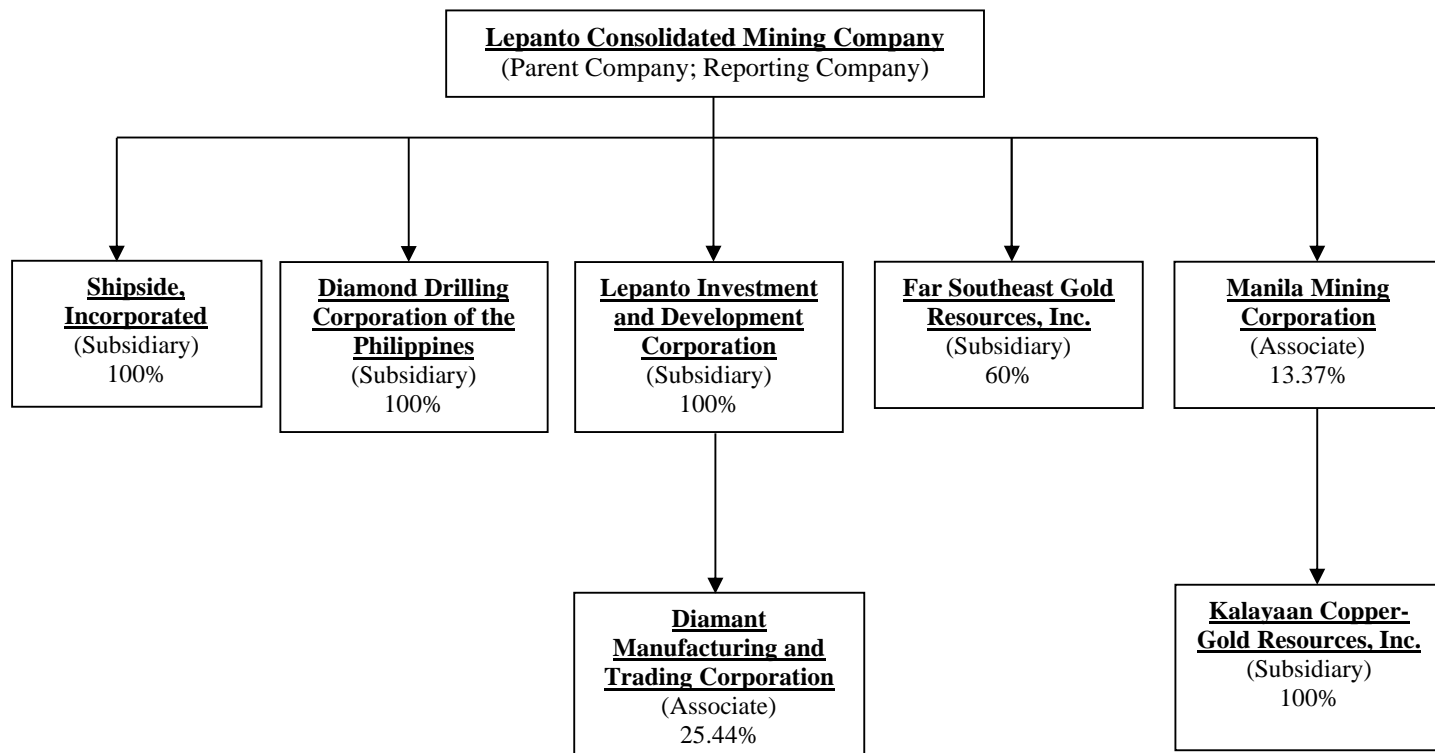 Lepanto Consolidated Mining Company
(Parent Company; Reporting Company)
Shipside,
Incorporated
(Subsidiary)
100%
Diamond Drilling
Corporation of the
Philippines
(Subsidiary)
100%
Lepanto Investment
and Development
Corporation
(Subsidiary)
100%
Far Southeast Gold
Resources, Inc.
(Subsidiary)
60%
Manila Mining
Corporation
(Associate)
13.37%
Diamant
Manufacturing and
Trading Corporation
(Associate)
25.44%
Kalayaan Copper-
Gold Resources, Inc.
(Subsidiary)
100%